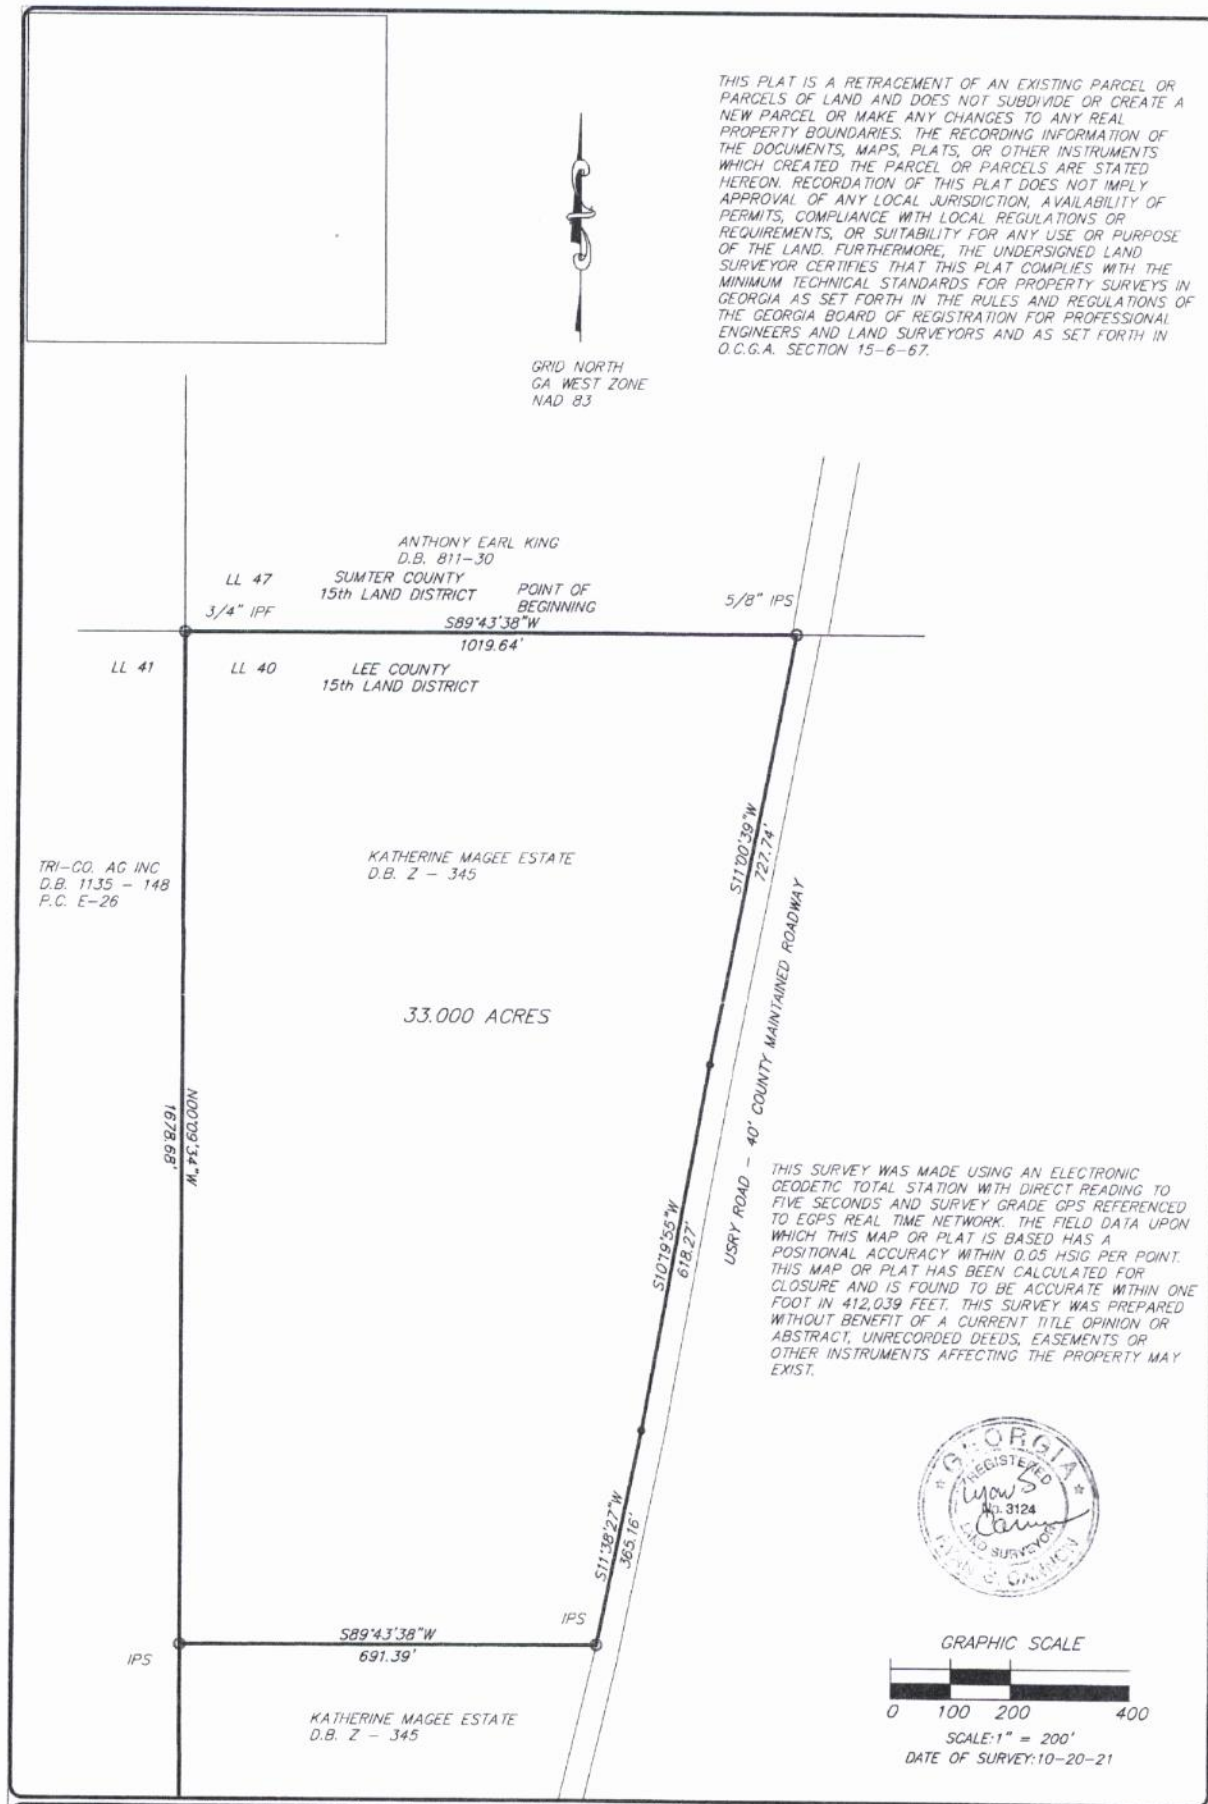 THIS PLAT IS A RETRACEMENT OF AN EXISTING PARCEL OR
PARCELS OF LAND AND DOES NOT SUBDIVIDE OR CREATE A
NEW PARCEL OR MAKE ANY CHANGES TO ANY REAL
PROPERTY BOUNDARIES. THE RECORDING INFORMATION OF
THE DOCUMENTS, MAPS, PLATS, OR OTHER INSTRUMENTS
WHICH CREATED THE PARCEL OR PARCELS ARE STATED
HEREON. RECORDATION OF THIS PLAT DOES NOT IMPLY
APPROVAL OF ANY LOCAL JURISDICTION, AVAILABILITY OF
PERMITS, COMPLIANCE WITH LOCAL REGULATIONS OR
REQUIREMENTS, OR SUITABILITY FOR ANY USE OR PURPOSE
OF THE LAND. FURTHERMORE, THE UNDERSIGNED LAND
SURVEYOR CERTIFIES THAT THIS PLAT COMPLIES WITH THE
MINIMUM TECHNICAL STANDARDS FOR PROPERTY SURVEYS IN
GEORGIA AS SET FORTH IN THE RULES AND REGULATIONS OF
THE GEORGIA BOARD OF REGISTRATION FOR PROFESSIONAL
ENGINEERS AND LAND SURVEYORS AND AS SET FORTH IN
O.C.G.A. SECTION 15-6-67.
GRID NORTH
GA WEST ZONE
NAD 83
ANTHONY EARL KING
D.B. 811-30
LL 47
SUMTER COUNTY
15th LAND DISTRICT
POINT OF
BEGINNING
3/4" IPF
5/8" IPS
S89°43'38"W
1019.64'
LL 41
LL 40
LEE COUNTY
15th LAND DISTRICT
S11°00'39"W
727.74'
TRI-CO. AG INC
D.B. 1135 - 148
P.C. E-26
KATHERINE MAGEE ESTATE
D.B. Z - 345
33.000 ACRES
USRY ROAD - 40' COUNTY MAINTAINED ROADWAY
N00°09'34"W
1678.68'
S10°19'55"W
618.27'
THIS SURVEY WAS MADE USING AN ELECTRONIC
GEODETIC TOTAL STATION WITH DIRECT READING TO
FIVE SECONDS AND SURVEY GRADE GPS REFERENCED
TO EGPS REAL TIME NETWORK. THE FIELD DATA UPON
WHICH THIS MAP OR PLAT IS BASED HAS A
POSITIONAL ACCURACY WITHIN 0.05 HSIG PER POINT.
THIS MAP OR PLAT HAS BEEN CALCULATED FOR
CLOSURE AND IS FOUND TO BE ACCURATE WITHIN ONE
FOOT IN 412,039 FEET. THIS SURVEY WAS PREPARED
WITHOUT BENEFIT OF A CURRENT TITLE OPINION OR
ABSTRACT, UNRECORDED DEEDS, EASEMENTS OR
OTHER INSTRUMENTS AFFECTING THE PROPERTY MAY
EXIST.
S11°38'27"W
365.16'
GEORGIA
REGISTERED
No. 3124
LAND SURVEYOR
IPS
IPS
S89°43'38"W
691.39'
KATHERINE MAGEE ESTATE
D.B. Z - 345
GRAPHIC SCALE
0 100 200 400
SCALE:1" = 200'
DATE OF SURVEY:10-20-21